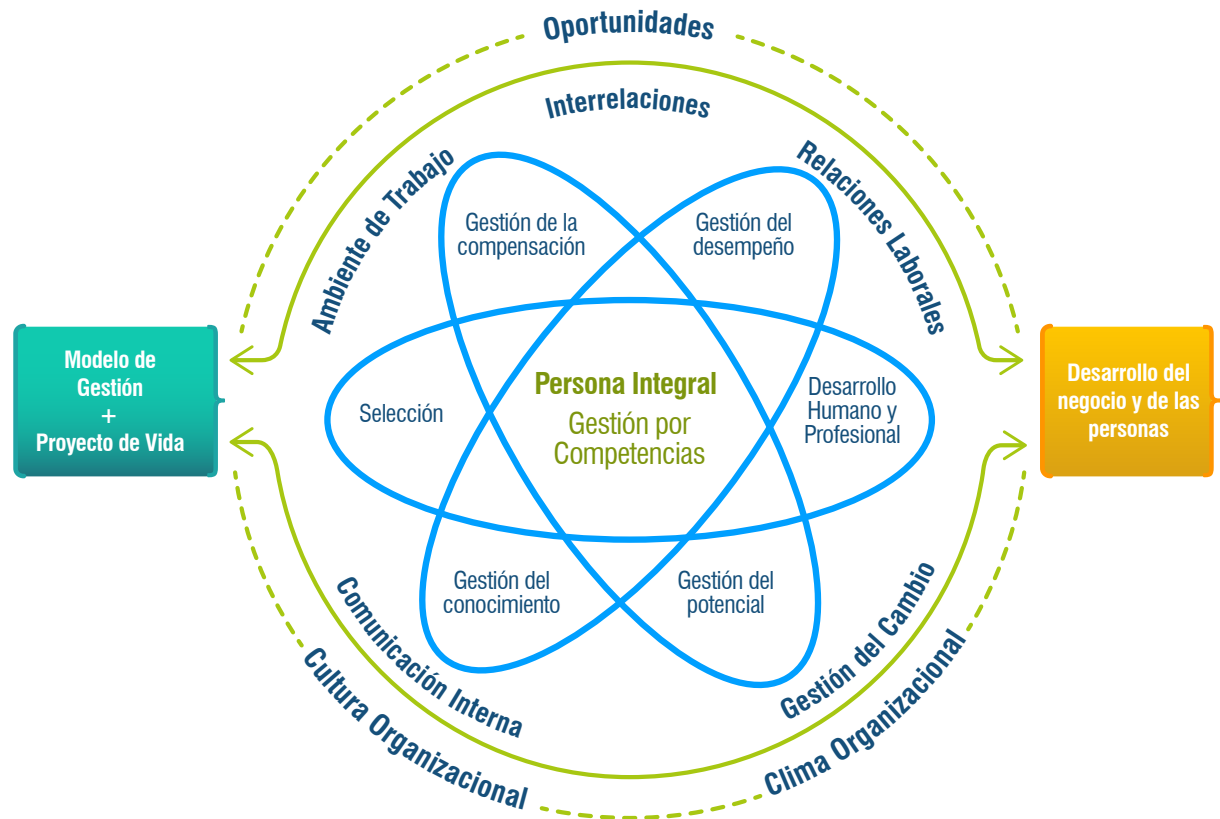 Oportunidades
Interrelaciones
Ambiente de Trabajo
Relaciones Laborales
Gestión de la
compensación
Gestión del
desempeño
Modelo de
Gestión
+
Proyecto de Vida
Selección
Persona Integral
Gestión por
Competencias
Desarrollo
Humano y
Profesional
Desarrollo del
negocio y de las
personas
Gestión del
conocimiento
Gestión del
potencial
Comunicación Interna
Gestión del Cambio
Cultura Organizacional
Clima Organizacional